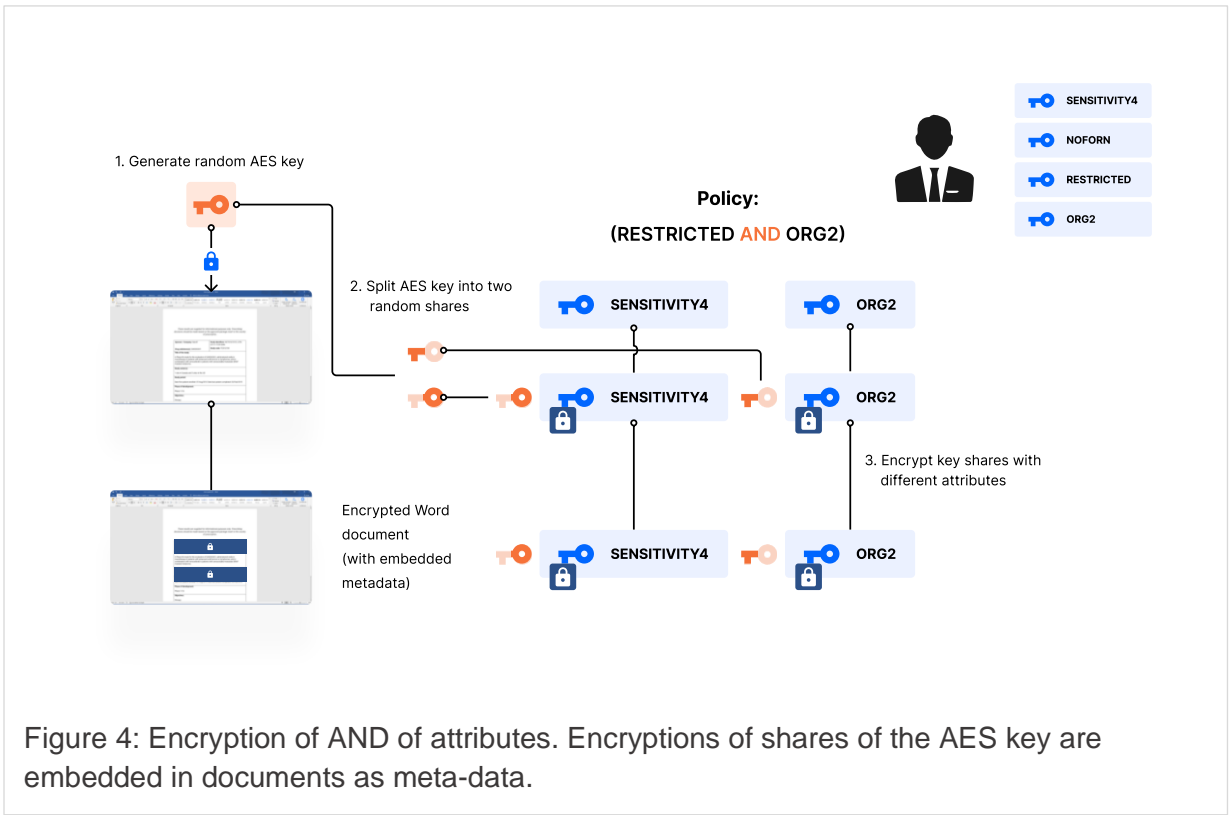 SENSITIVITY4
NOFORN
RESTRICTED
ORG2
1. Generate random AES key
Policy:
(RESTRICTED AND ORG2)
2. Split AES key into two
random shares
SENSITIVITY4
ORG2
SENSITIVITY4
ORG2
3. Encrypt key shares with
different attributes
Encrypted Word
document
(with embedded
metadata)
SENSITIVITY4
ORG2
Figure 4: Encryption of AND of attributes. Encryptions of shares of the AES key are
embedded in documents as meta-data.